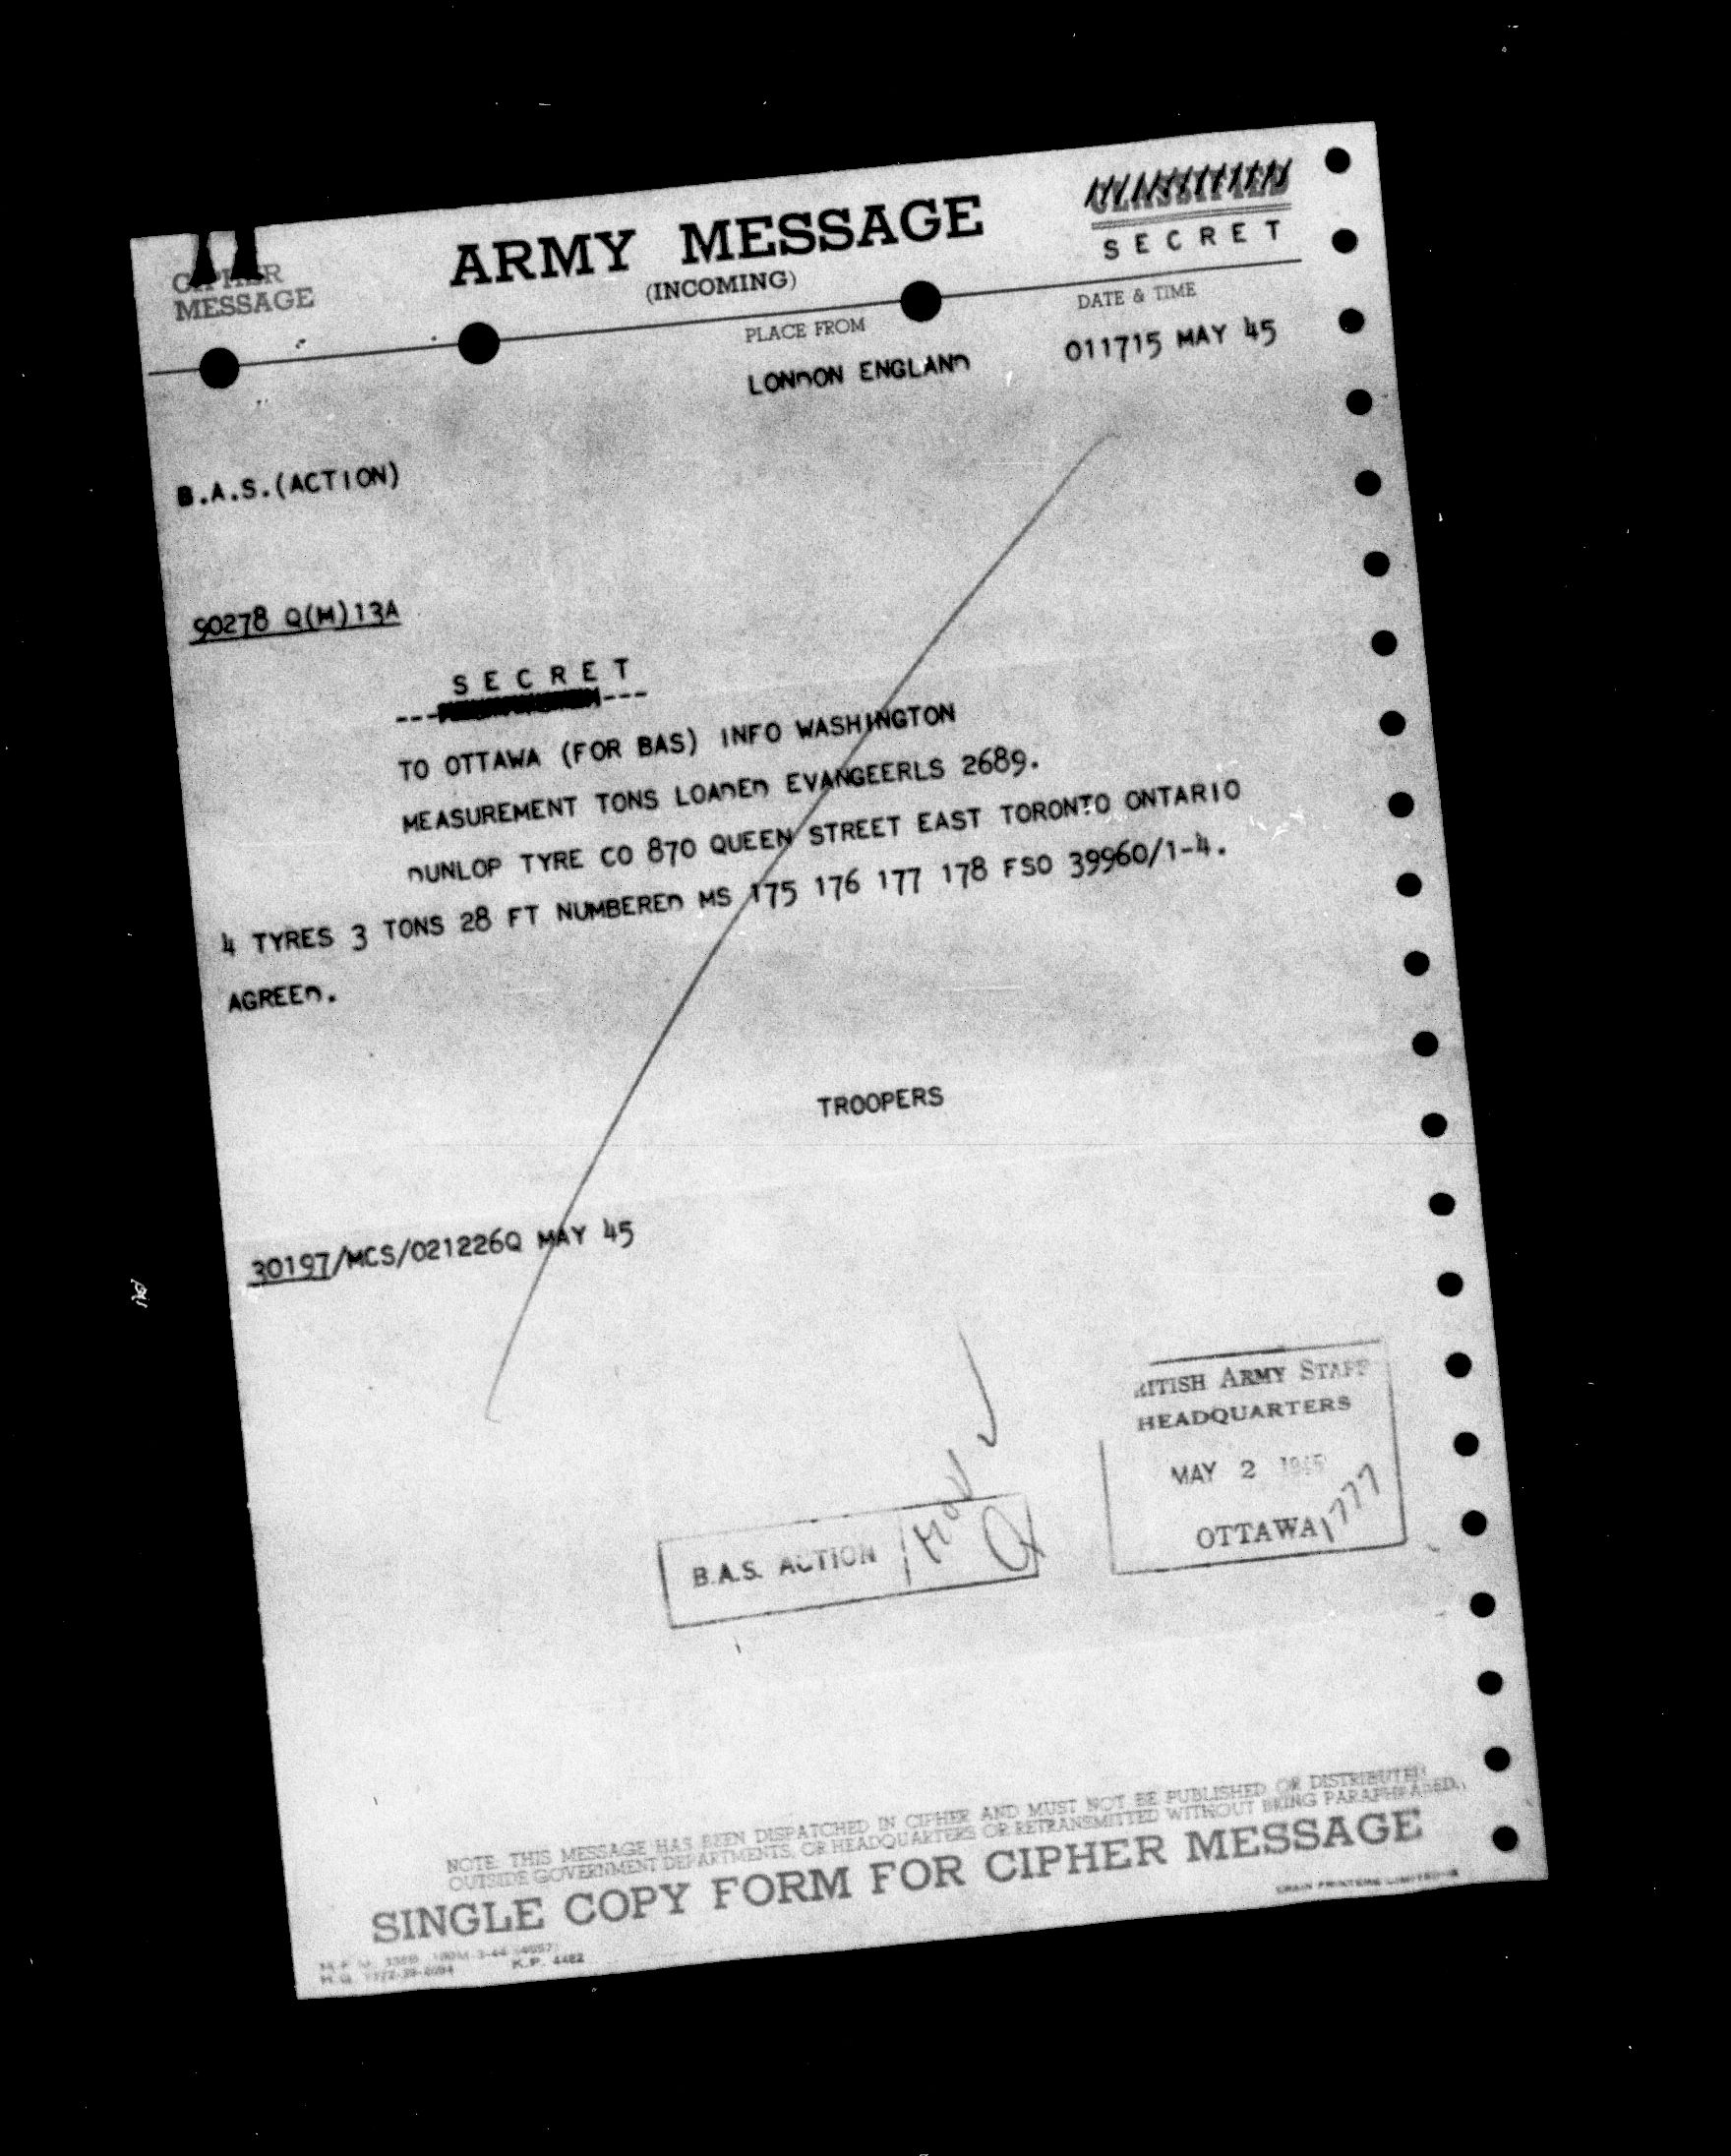 CIPHER
MESSAGE
ARMY MESSAGE
(INCOMING)
SECRET
PLACE FROM
DATE & TIME
LONDON ENGLAND
011715 MAY 45
B.A.S.(ACTION)
90278 Q(M)13A
SECRET
TO OTTAWA (FOR BAS) INFO WASHINGTON
MEASUREMENT TONS LOADED EVANGEERLS 2689.
DUNLOP TYRE CO 870 QUEEN STREET EAST TORONTO ONTARIO
4 TYRES 3 TONS 28 FT NUMBERED MS 175 176 177 178 FSO 39960/1-4.
AGREED.
TROOPERS
30197/MCS/021226Q MAY 45
RITISH ARMY STAFF
HEADQUARTERS
MAY 2 1945
OTTAWA 1777
B.A.S. ACTION
Mov
Q
NOTE: THIS MESSAGE HAS BEEN DISPATCHED IN CIPHER AND MUST NOT BE PUBLISHED OR DISTRIBUTED
OUTSIDE GOVERNMENT DEPARTMENTS, OR HEADQUARTERS OR RETRANSMITTED WITHOUT BEING PARAPHRASED.
SINGLE COPY FORM FOR CIPHER MESSAGE
K.P. 4482